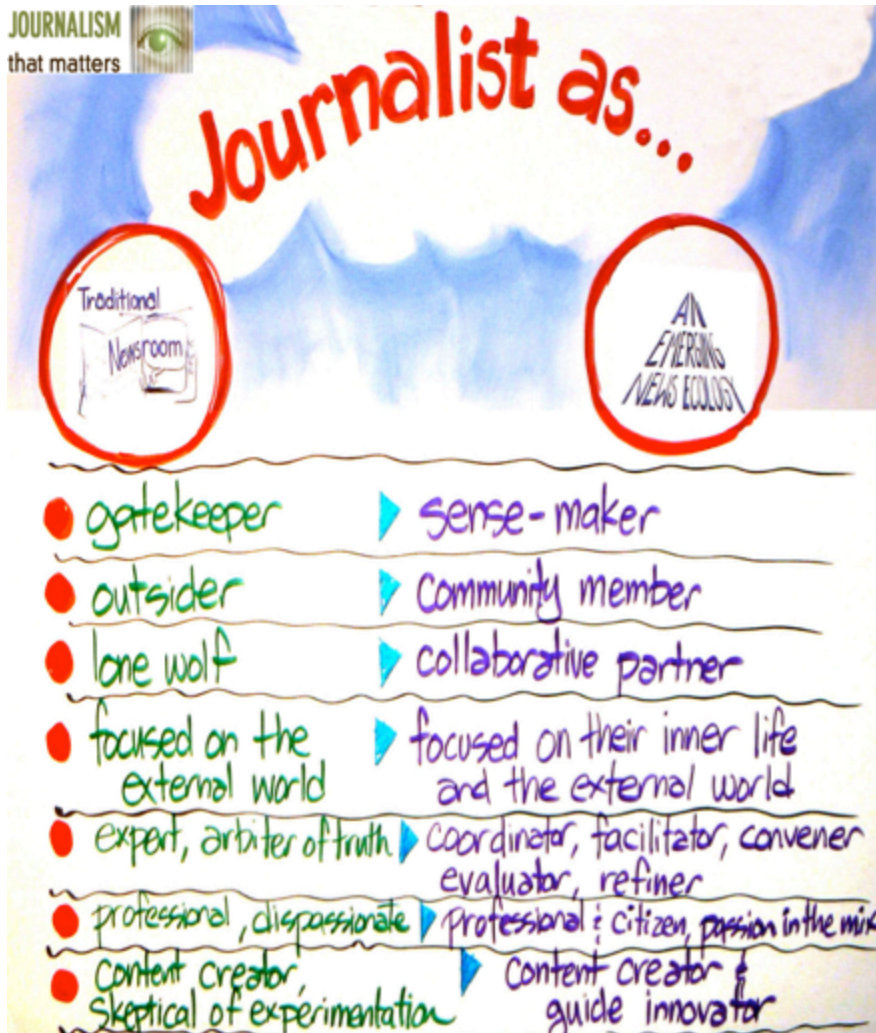 JOURNALISM
that matters
Journalist as...
Traditional
Newsroom
AN
EMERGING
NEWS ECOLOGY
gatekeeper
sense-maker
outsider
community member
lone wolf
collaborative partner
focused on the
external world
focused on their inner life
and the external world
expert, arbiter of truth
coordinator, facilitator, convener
evaluator, refiner
professional, dispassionate
professional & citizen, passion in the mix
content creator,
skeptical of experimentation
content creator &
guide innovator